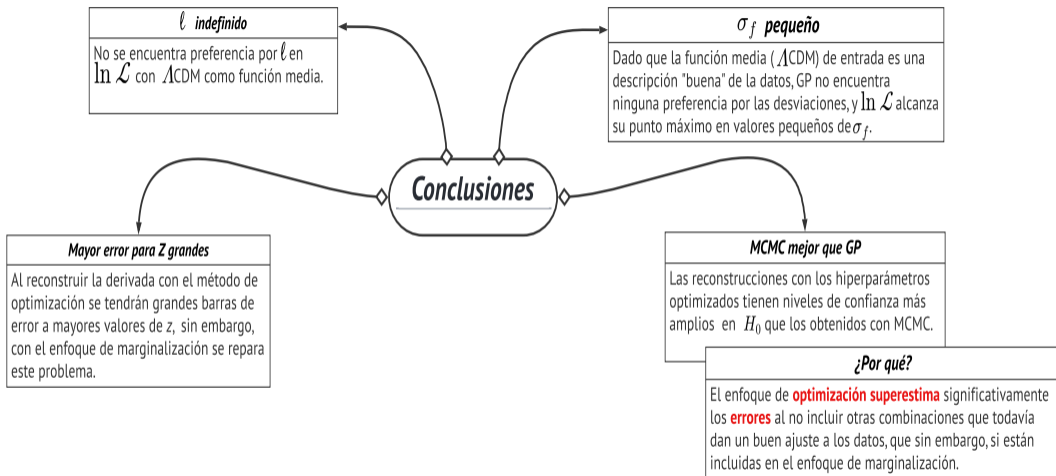 ℓ indefinido
No se encuentra preferencia por ℓ en
ln ℒ con ΛCDM como función media.
σ_f pequeño
Dado que la función media (ΛCDM) de entrada es una
descripción "buena" de la datos, GP no encuentra
ninguna preferencia por las desviaciones, y ln ℒ alcanza
su punto máximo en valores pequeños de σ_f.
Conclusiones
Mayor error para Z grandes
Al reconstruir la derivada con el método de
optimización se tendrán grandes barras de
error a mayores valores de z, sin embargo,
con el enfoque de marginalización se repara
este problema.
MCMC mejor que GP
Las reconstrucciones con los hiperparámetros
optimizados tienen niveles de confianza más
amplios en H_0 que los obtenidos con MCMC.
¿Por qué?
El enfoque de optimización superestima significativamente
los errores al no incluir otras combinaciones que todavía
dan un buen ajuste a los datos, que sin embargo, si están
incluidas en el enfoque de marginalización.